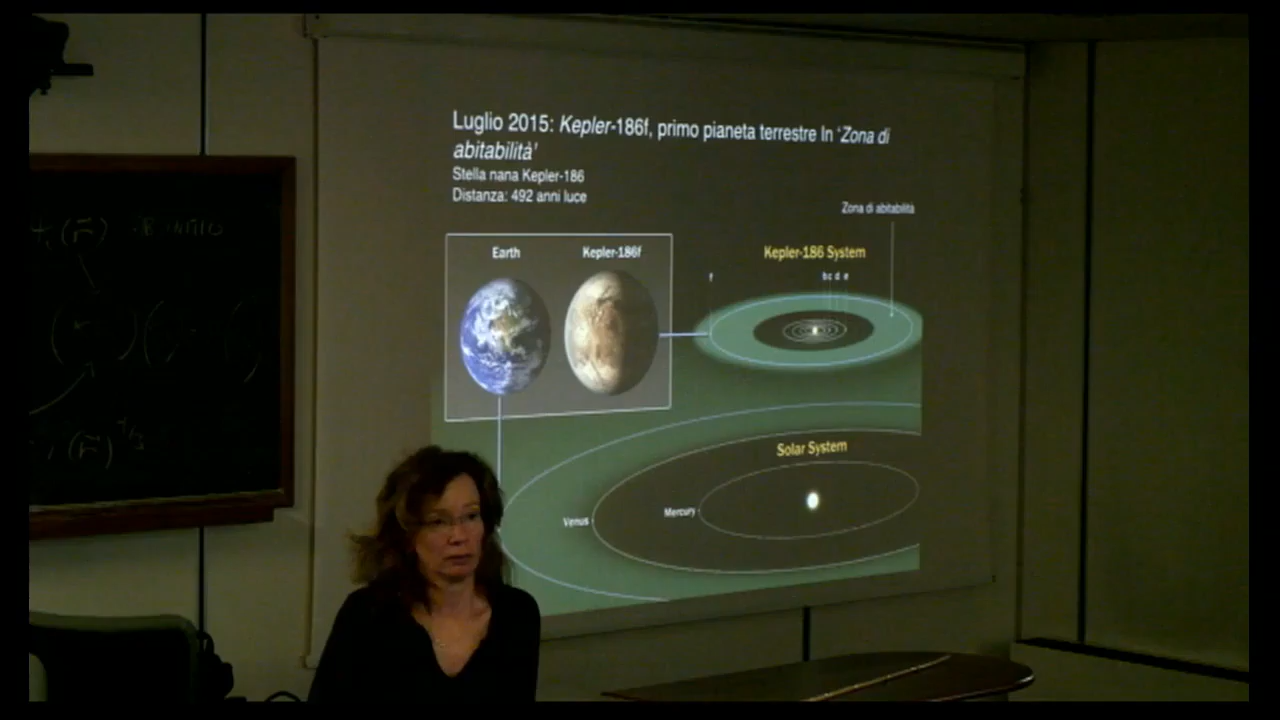 Luglio 2015: Kepler-186f, primo pianeta terrestre In 'Zona di
abitabilità'
Stella nana Kepler-186
Distanza: 492 anni luce
Zona di abitabilità
Earth
Kepler-186f
Kepler-186 System
f
b c d e
Solar System
Venus
Mercury